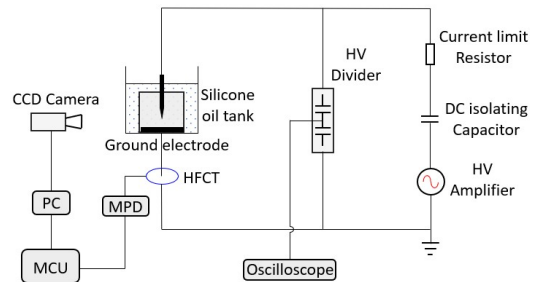 Current limit
Resistor
HV
Divider
CCD Camera
Silicone
oil tank
DC isolating
Capacitor
Ground electrode
HFCT
HV
Amplifier
PC
MPD
MCU
Oscilloscope